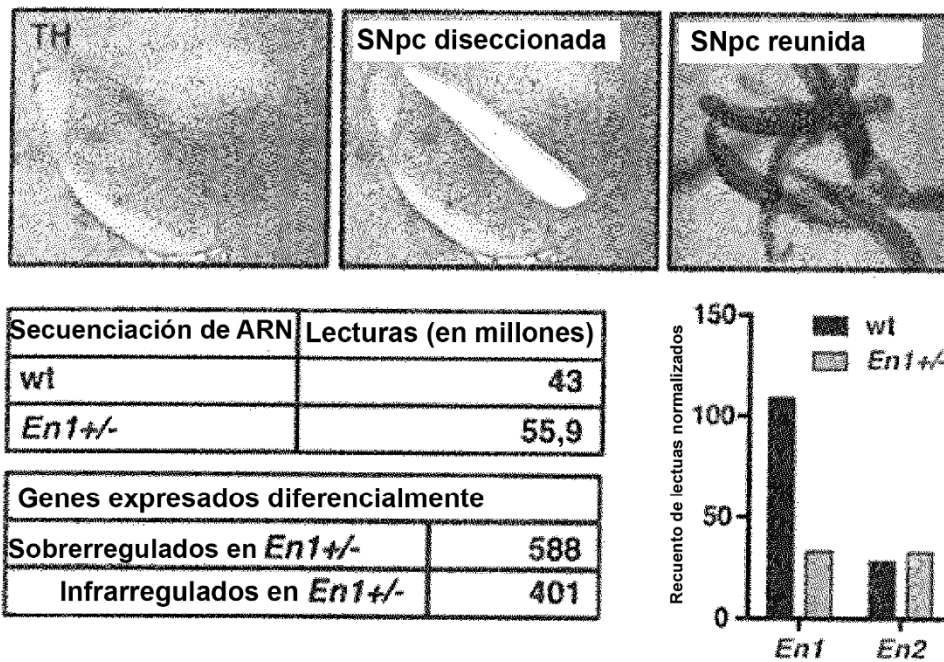 TH
SNpc diseccionada
SNpc reunida
Secuenciación de ARN Lecturas (en millones)
wt 43
En1+/- 55,9
Genes expresados diferencialmente
Sobrerregulados en En1+/- 588
Infrarregulados en En1+/- 401
Recuento de lectuas normalizados
150
100
50
0
wt
En1+/-
En1 En2